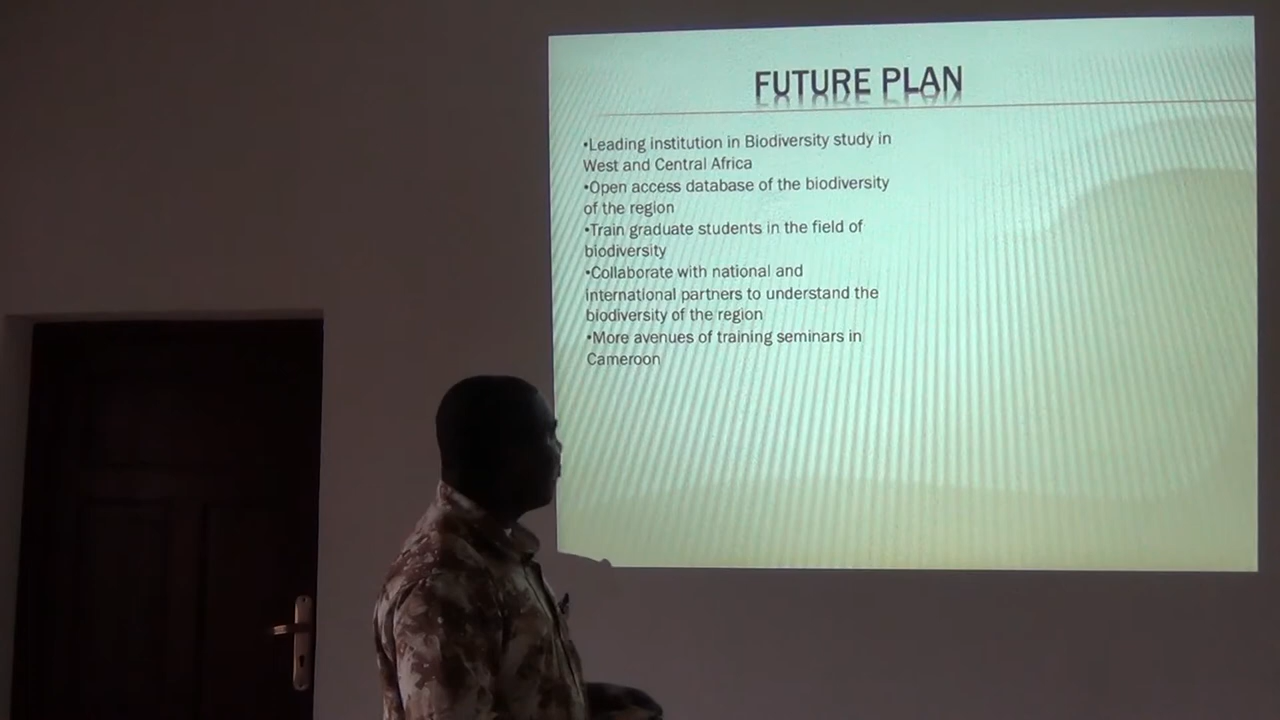 FUTURE PLAN
•Leading institution in Biodiversity study in
West and Central Africa
•Open access database of the biodiversity
of the region
•Train graduate students in the field of
biodiversity
•Collaborate with national and
international partners to understand the
biodiversity of the region
•More avenues of training seminars in
Cameroon